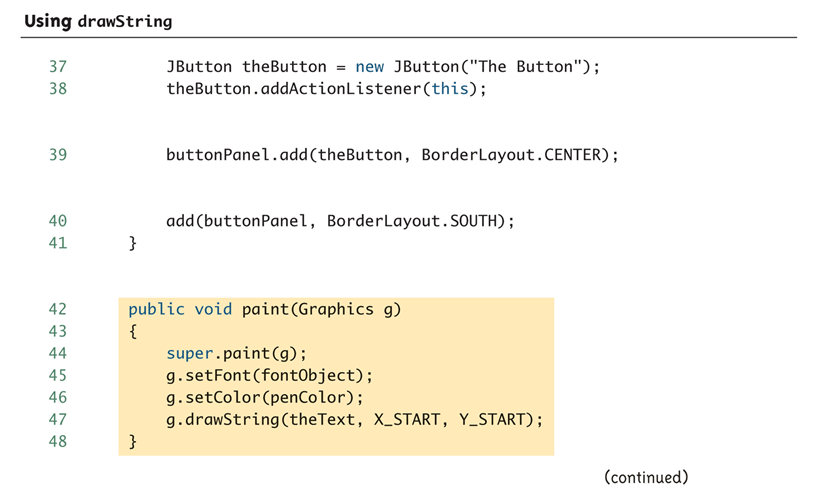 Using drawString
37 JButton theButton = new JButton("The Button");
38 theButton.addActionListener(this);
39 buttonPanel.add(theButton, BorderLayout.CENTER);
40 add(buttonPanel, BorderLayout.SOUTH);
41 }
42 public void paint(Graphics g)
43 {
44 super.paint(g);
45 g.setFont(fontObject);
46 g.setColor(penColor);
47 g.drawString(theText, X_START, Y_START);
48 }
(continued)